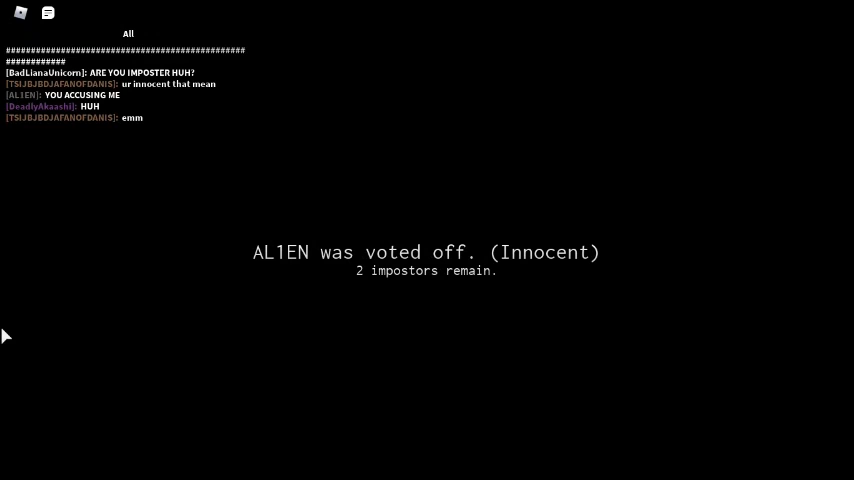 All
################################################
############
[BadLianaUnicorn]: ARE YOU IMPOSTER HUH?
[TSIJBJBDJAFANOFDANIS]: ur innocent that mean
[AL1EN]: YOU ACCUSING ME
[DeadlyAkaashi]: HUH
[TSIJBJBDJAFANOFDANIS]: emm
AL1EN was voted off. (Innocent)
2 impostors remain.